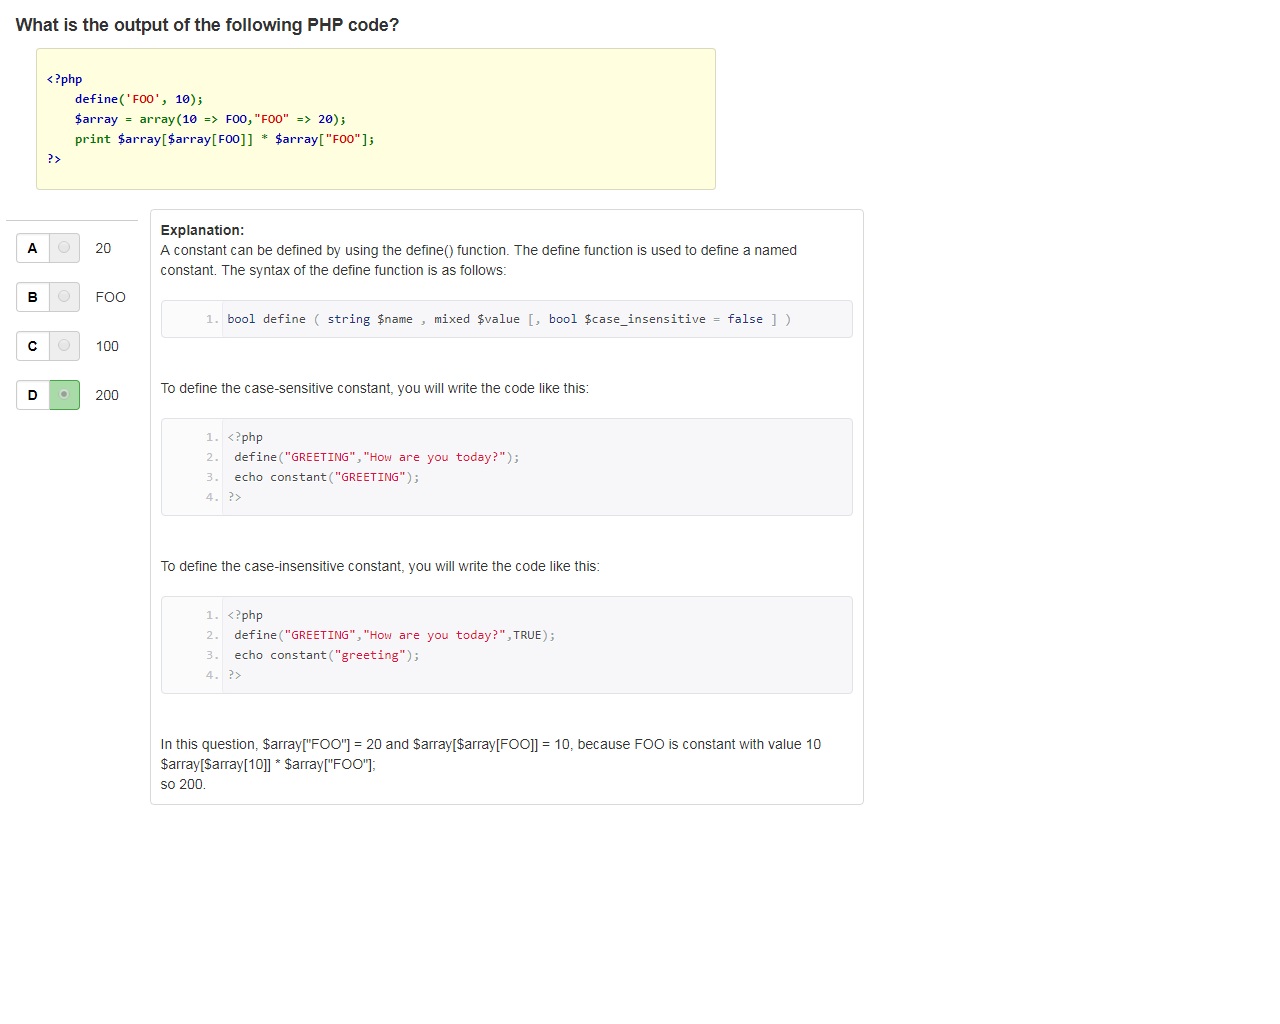 What is the output of the following PHP code?
<?php
define('FOO', 10);
$array = array(10 => FOO,"FOO" => 20);
print $array[$array[FOO]] * $array["FOO"];
?>
A 20
B FOO
C 100
D 200
Explanation:
A constant can be defined by using the define() function. The define function is used to define a named
constant. The syntax of the define function is as follows:
1. bool define ( string $name , mixed $value [, bool $case_insensitive = false ] )
To define the case-sensitive constant, you will write the code like this:
1. <?php
2. define("GREETING","How are you today?");
3. echo constant("GREETING");
4. ?>
To define the case-insensitive constant, you will write the code like this:
1. <?php
2. define("GREETING","How are you today?",TRUE);
3. echo constant("greeting");
4. ?>
In this question, $array["FOO"] = 20 and $array[$array[FOO]] = 10, because FOO is constant with value 10
$array[$array[10]] * $array["FOO"];
so 200.